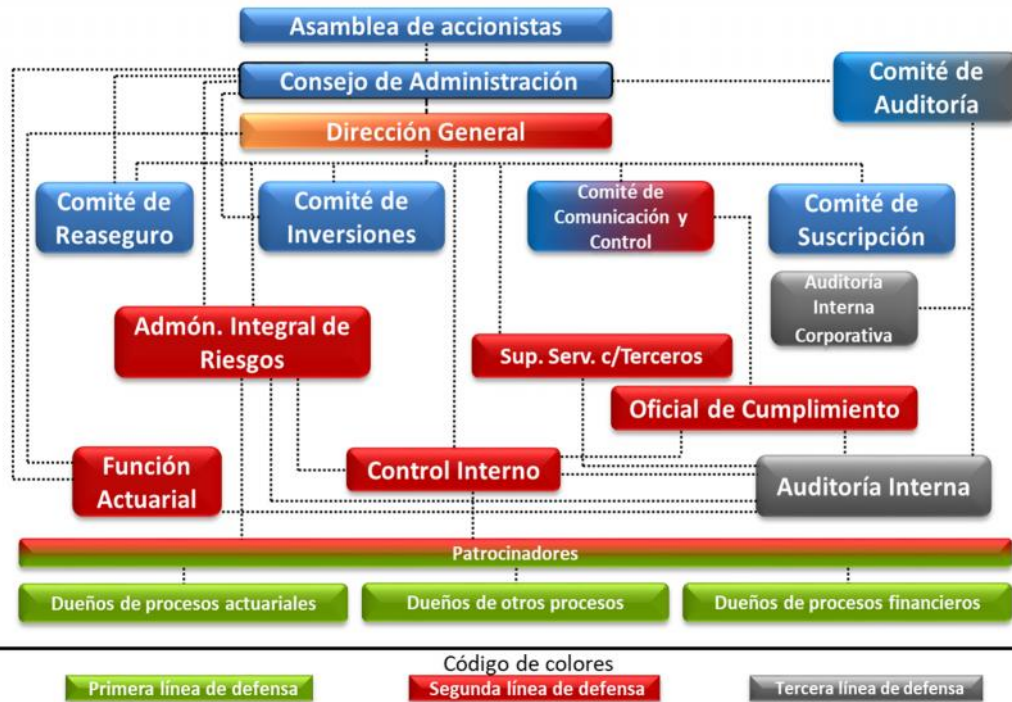 Asamblea de accionistas
Consejo de Administración
Comité de
Auditoría
Dirección General
Comité de
Reaseguro
Comité de
Inversiones
Comité de
Comunicación y
Control
Comité de
Suscripción
Auditoría
Interna
Corporativa
Admón. Integral de
Riesgos
Sup. Serv. c/Terceros
Oficial de Cumplimiento
Función
Actuarial
Control Interno
Auditoría Interna
Patrocinadores
Dueños de procesos actuariales
Dueños de otros procesos
Dueños de procesos financieros
Código de colores
Primera línea de defensa
Segunda línea de defensa
Tercera línea de defensa